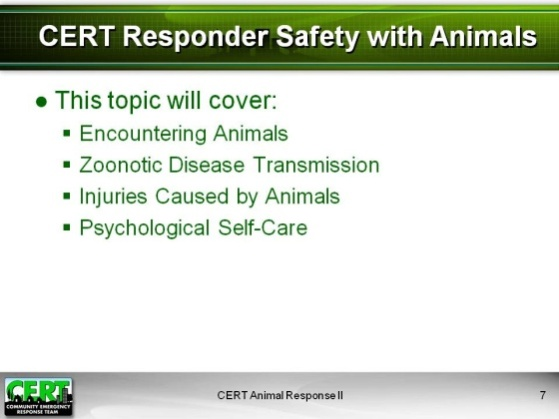 CERT Responder Safety with Animals
● This topic will cover:
▪ Encountering Animals
▪ Zoonotic Disease Transmission
▪ Injuries Caused by Animals
▪ Psychological Self-Care
CERT
COMMUNITY EMERGENCY
RESPONSE TEAM
CERT Animal Response II
7